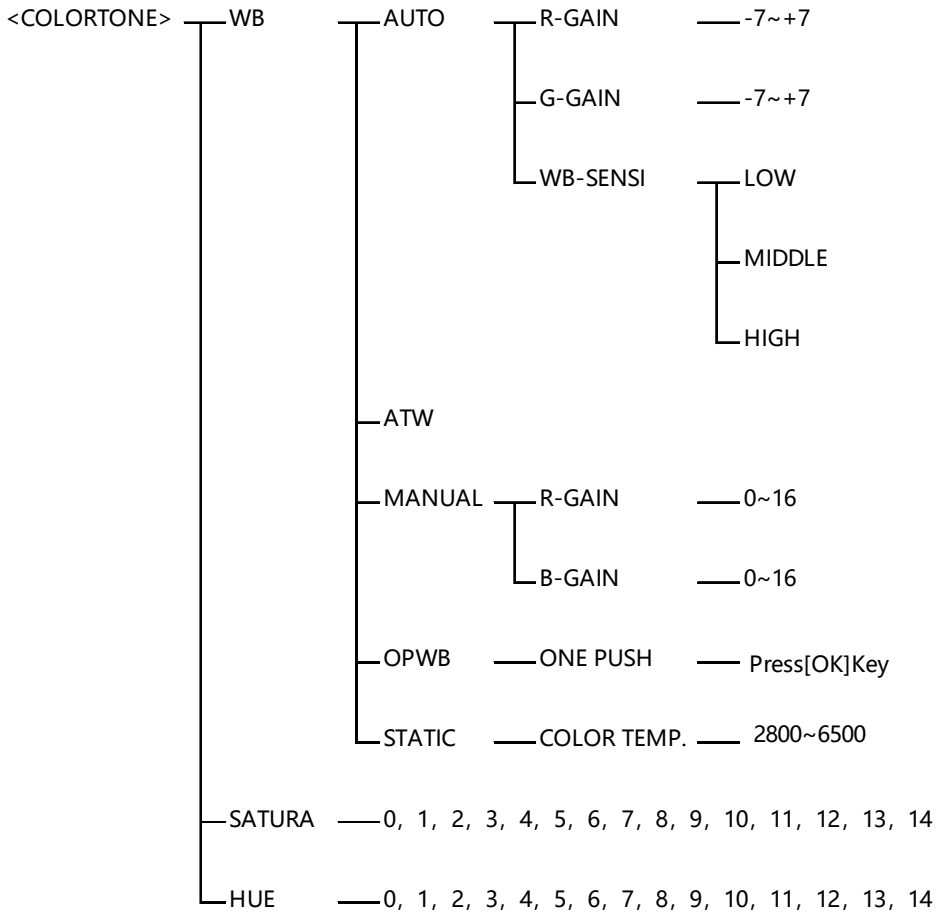 <COLORTONE> WB AUTO R-GAIN -7~+7
G-GAIN -7~+7
WB-SENSI LOW
MIDDLE
HIGH
ATW
MANUAL R-GAIN 0~16
B-GAIN 0~16
OPWB ONE PUSH Press[OK]Key
STATIC COLOR TEMP. 2800~6500
SATURA 0, 1, 2, 3, 4, 5, 6, 7, 8, 9, 10, 11, 12, 13, 14
HUE 0, 1, 2, 3, 4, 5, 6, 7, 8, 9, 10, 11, 12, 13, 14